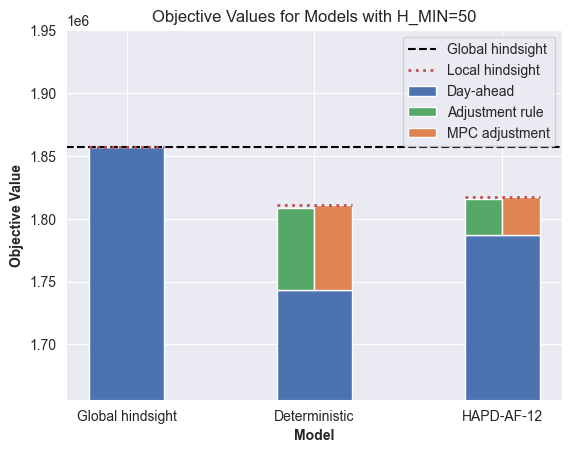 Objective Values for Models with H_MIN=50
1e6
1.95
1.90
1.85
1.80
1.75
1.70
Objective Value
Global hindsight
Local hindsight
Day-ahead
Adjustment rule
MPC adjustment
Global hindsight
Deterministic
HAPD-AF-12
Model